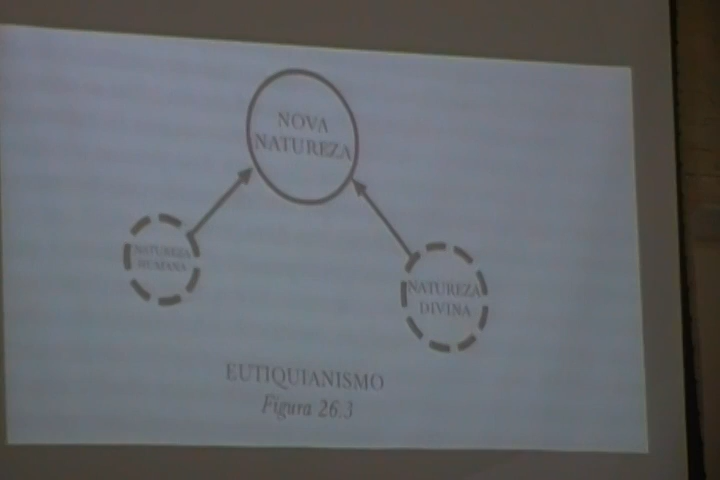 NOVA
NATUREZA
NATUREZA
HUMANA
NATUREZA
DIVINA
EUTIQUIANISMO
Figura 26.3